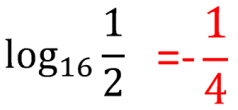 log₁₆ 1/2 =-1/4